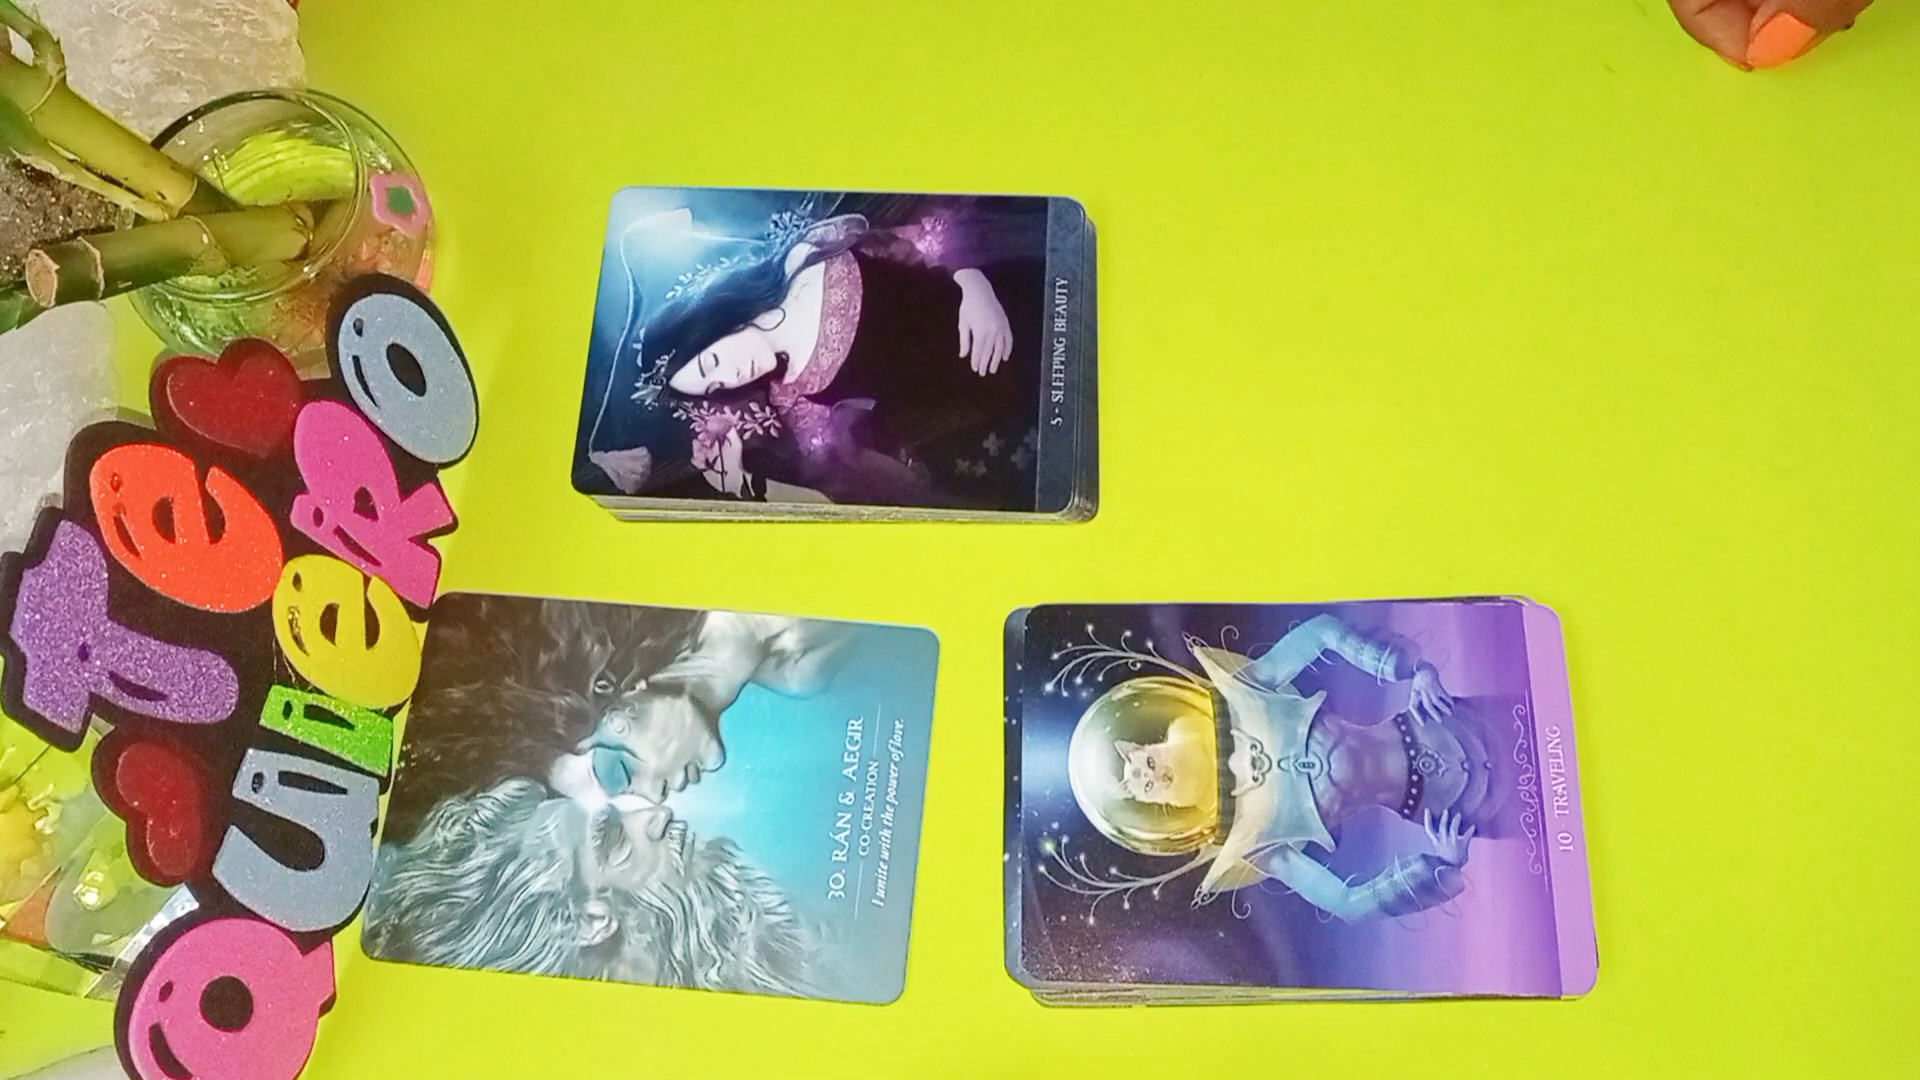 Te
QUIeRO
5 - SLEEPING BEAUTY
30. RÁN & AEGIR
CO-CREATION
I unite with the power of love.
10 TRAVELING